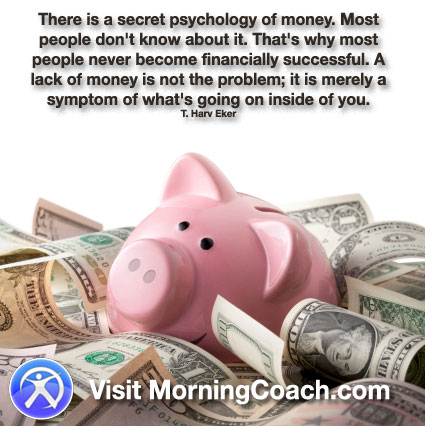 There is a secret psychology of money. Most
people don't know about it. That's why most
people never become financially successful. A
lack of money is not the problem; it is merely a
symptom of what's going on inside of you.
T. Harv Eker
Visit MorningCoach.com